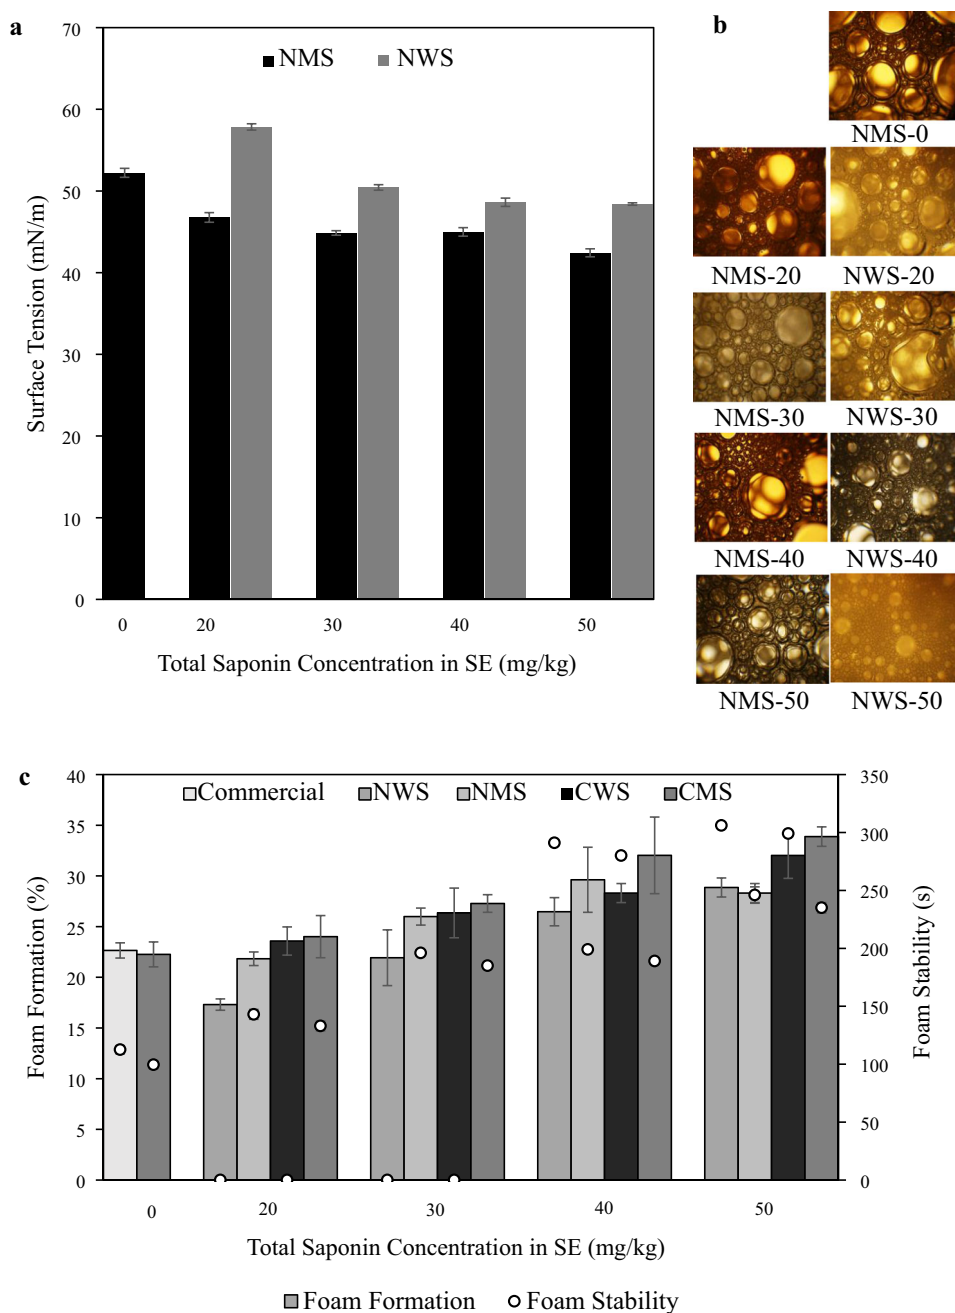 a
70
60
50
40
30
20
10
0
Surface Tension (mN/m)
NMS NWS
0 20 30 40 50
Total Saponin Concentration in SE (mg/kg)
b
NMS-0
NMS-20 NWS-20
NMS-30 NWS-30
NMS-40 NWS-40
NMS-50 NWS-50
c
40
35
30
25
20
15
10
5
0
Foam Formation (%)
Commercial NWS NMS CWS CMS
350
300
250
200
150
100
50
0
Foam Stability (s)
0 20 30 40 50
Total Saponin Concentration in SE (mg/kg)
Foam Formation Foam Stability